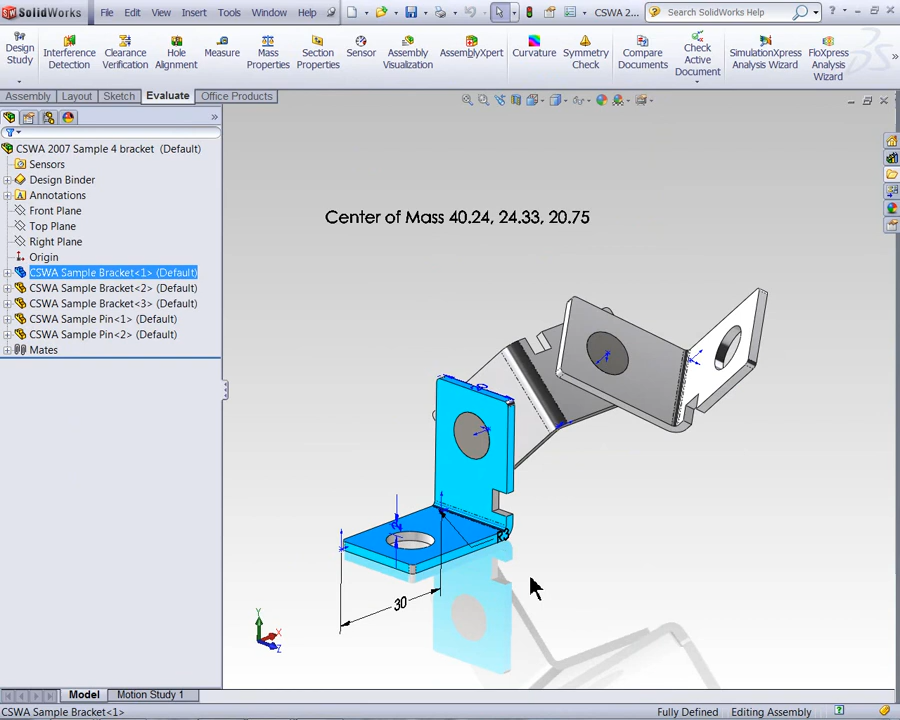 SolidWorks File Edit View Insert Tools Window Help CSWA 2... Search SolidWorks Help
Design Study
Interference Detection
Clearance Verification
Hole Alignment
Measure
Mass Properties
Section Properties
Sensor
Assembly Visualization
AssemblyXpert
Curvature
Symmetry Check
Compare Documents
Check Active Document
SimulationXpress Analysis Wizard
FloXpress Analysis Wizard
Assembly Layout Sketch Evaluate Office Products
CSWA 2007 Sample 4 bracket (Default)
Sensors
Design Binder
Annotations
Front Plane
Top Plane
Right Plane
Origin
CSWA Sample Bracket<1> (Default)
CSWA Sample Bracket<2> (Default)
CSWA Sample Bracket<3> (Default)
CSWA Sample Pin<1> (Default)
CSWA Sample Pin<2> (Default)
Mates
Center of Mass 40.24, 24.33, 20.75
R3
30
Y
X
Z
Model Motion Study 1
CSWA Sample Bracket<1> Fully Defined Editing Assembly